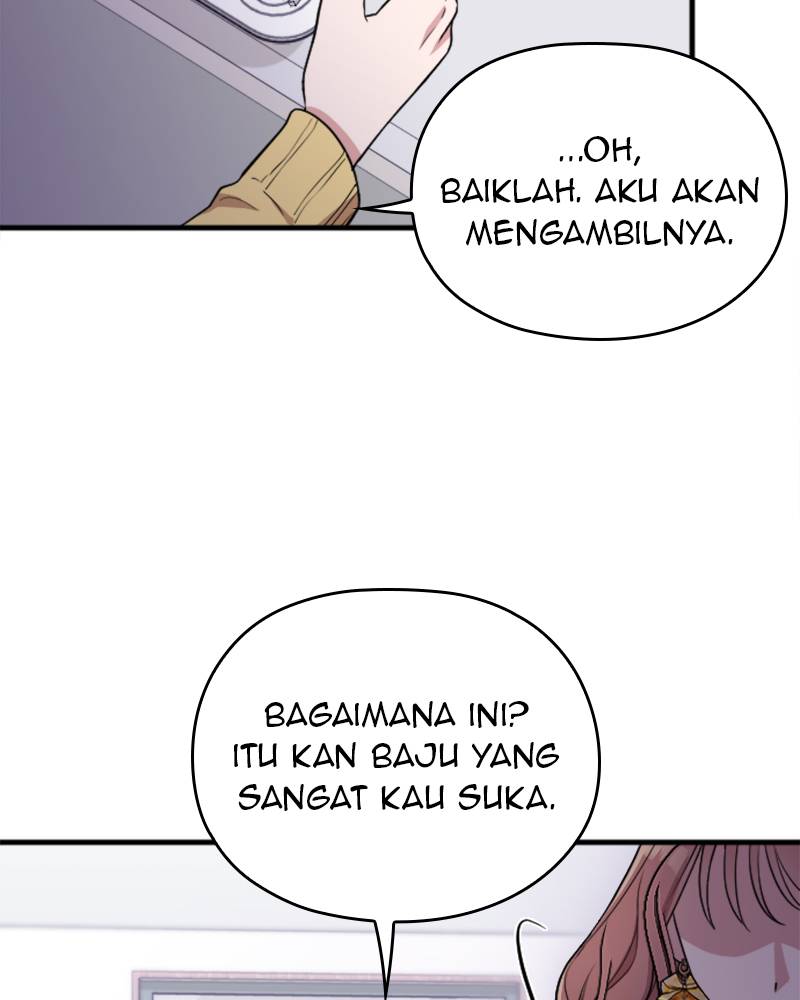 ...OH,
BAIKLAH. AKU AKAN
MENGAMBILNYA.
BAGAIMANA INI?
ITU KAN BAJU YANG
SANGAT KAU SUKA.